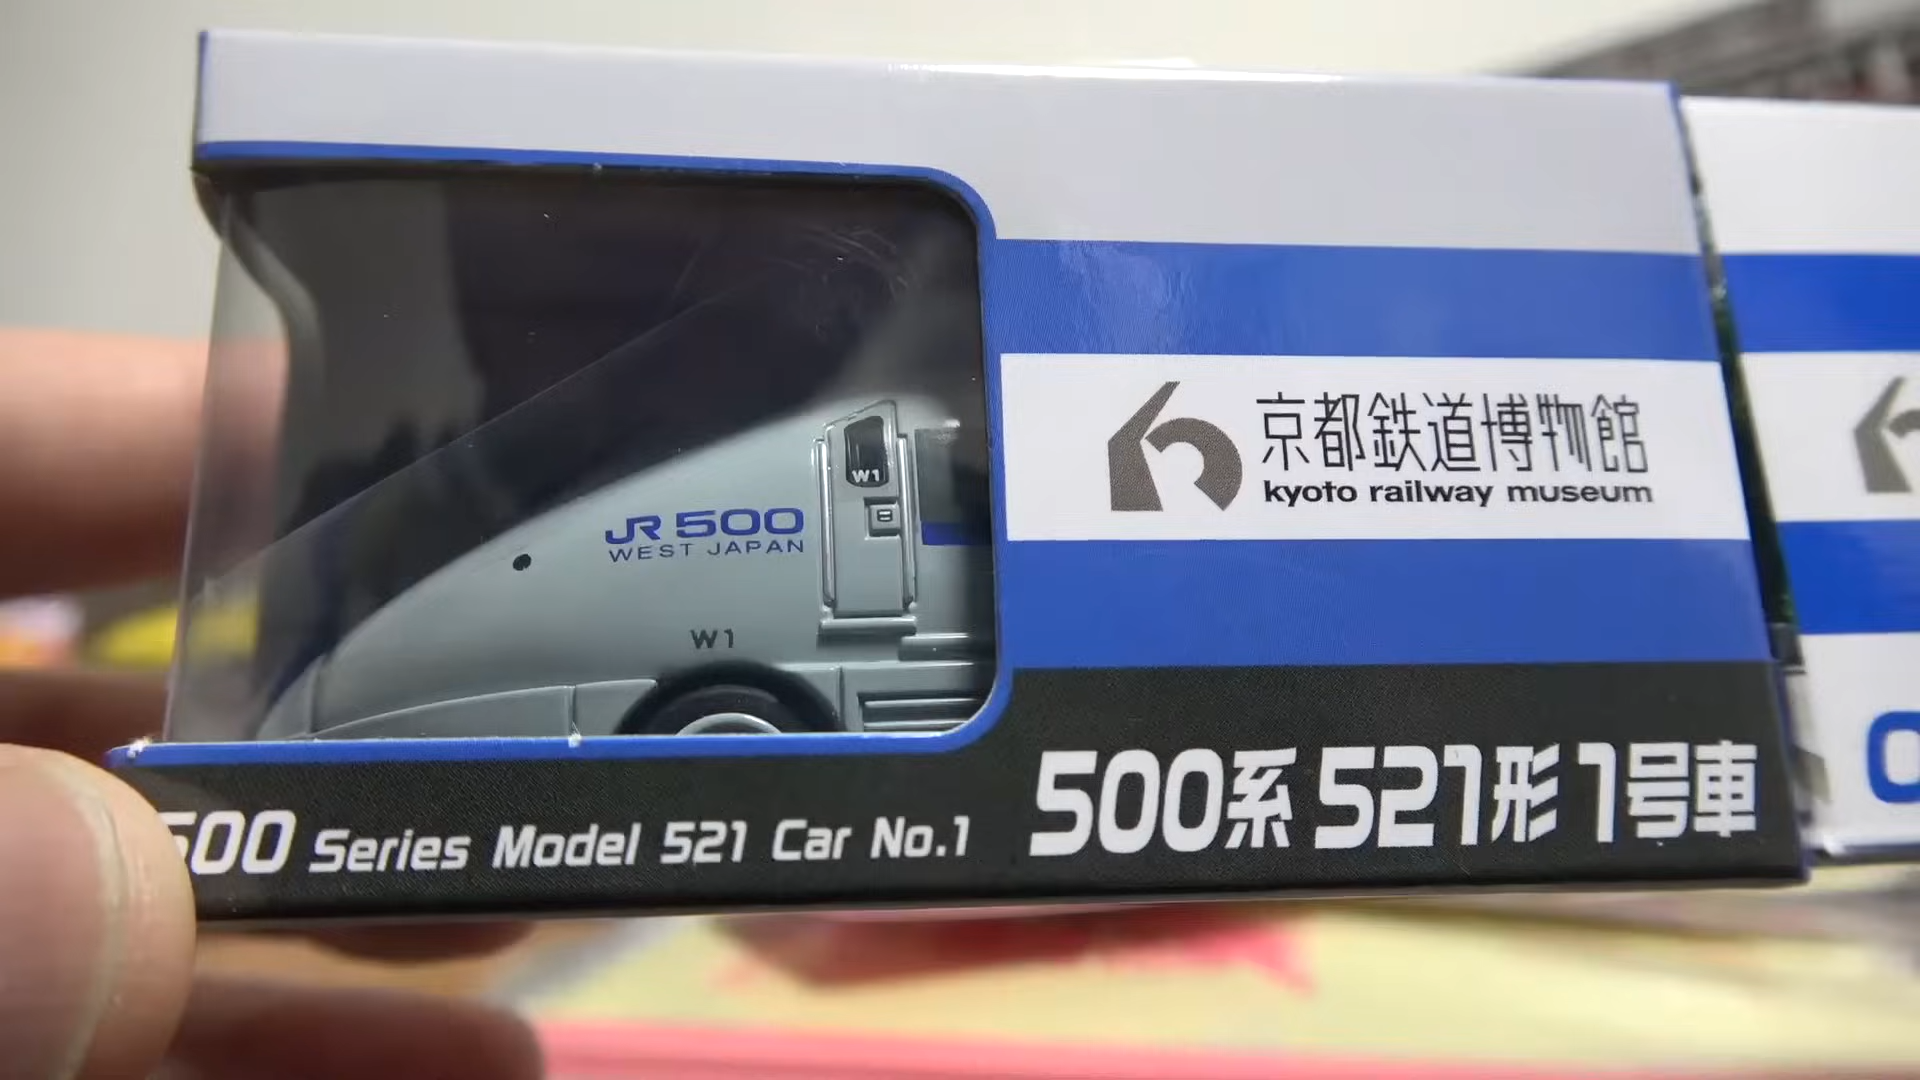 京都鉄道博物館
kyoto railway museum
W1
JR 500
WEST JAPAN
W1
500 Series Model 521 Car No.1
500系 521形 1号車